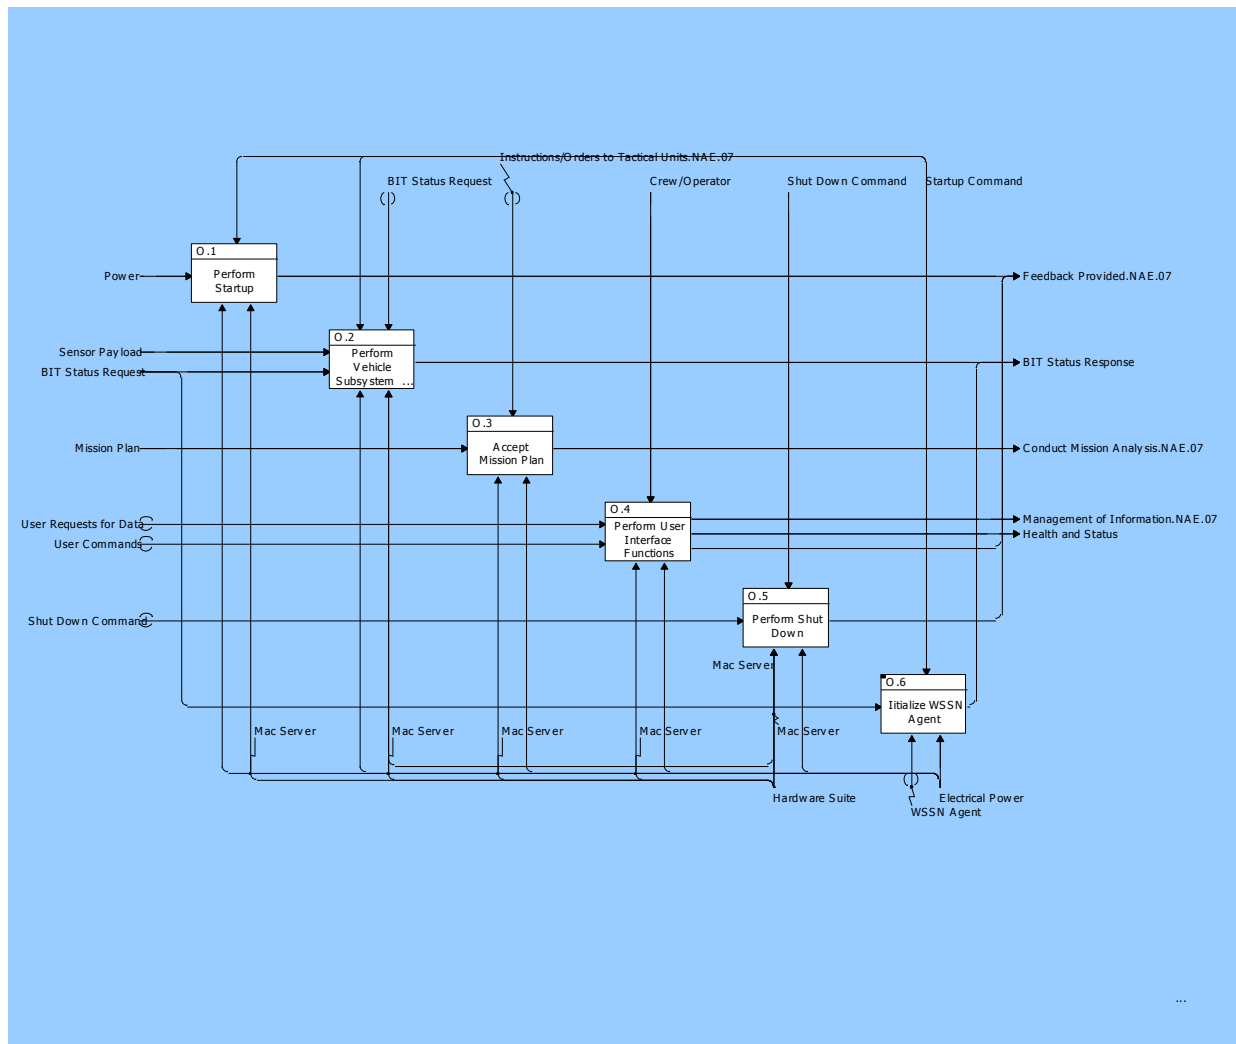 Instructions/Orders to Tactical Units.NAE.07
BIT Status Request
Crew/Operator
Shut Down Command
Startup Command
O.1
Perform
Startup
Power
Feedback Provided.NAE.07
O.2
Perform
Vehicle
Subsystem ...
Sensor Payload
BIT Status Request
BIT Status Response
O.3
Accept
Mission Plan
Mission Plan
Conduct Mission Analysis.NAE.07
O.4
Perform User
Interface
Functions
User Requests for Data
User Commands
Management of Information.NAE.07
Health and Status
O.5
Perform Shut
Down
Shut Down Command
Mac Server
O.6
Iitialize WSSN
Agent
Mac Server
Mac Server
Mac Server
Mac Server
Mac Server
Hardware Suite
Electrical Power
WSSN Agent
...